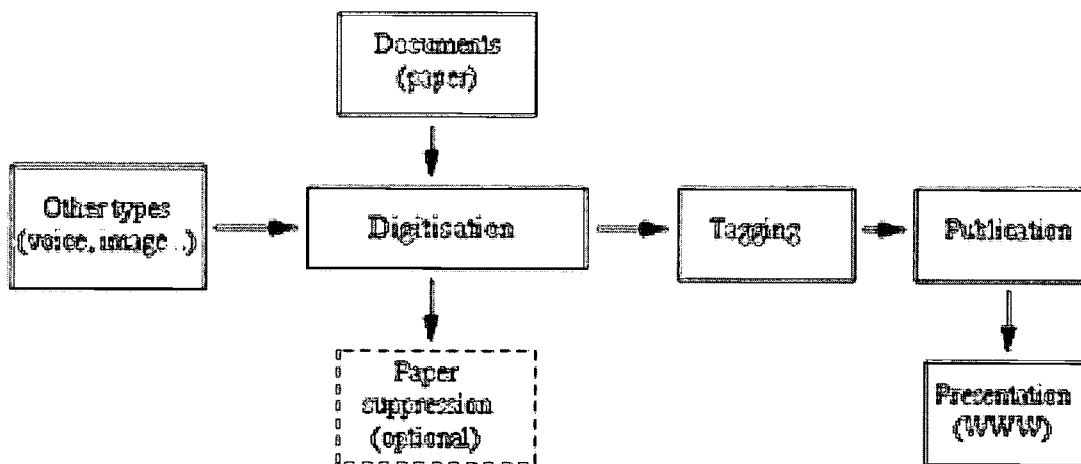 Documents
(paper)
Other types
(voice, image..)
Digitisation
Tagging
Publication
Paper
suppression
(optional)
Presentation
(WWW)